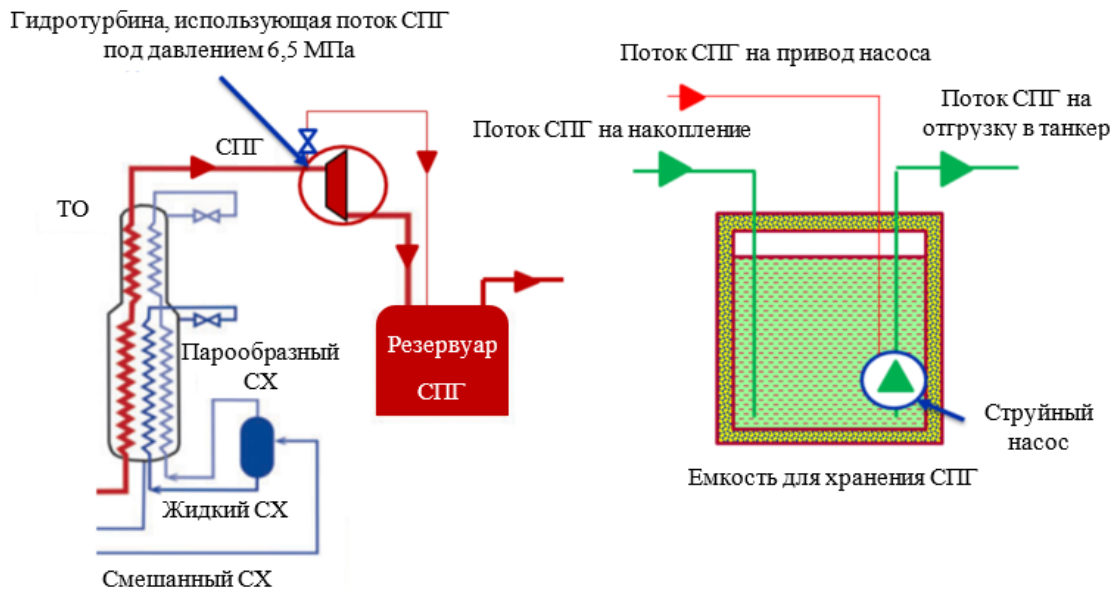 Гидротурбина, использующая поток СПГ
под давлением 6,5 МПа
Поток СПГ на привод насоса
Поток СПГ на
отгрузку в танкер
Поток СПГ на накопление
СПГ
ТО
Парообразный
СХ
Резервуар
СПГ
Струйный
насос
Емкость для хранения СПГ
Жидкий СХ
Смешанный СХ